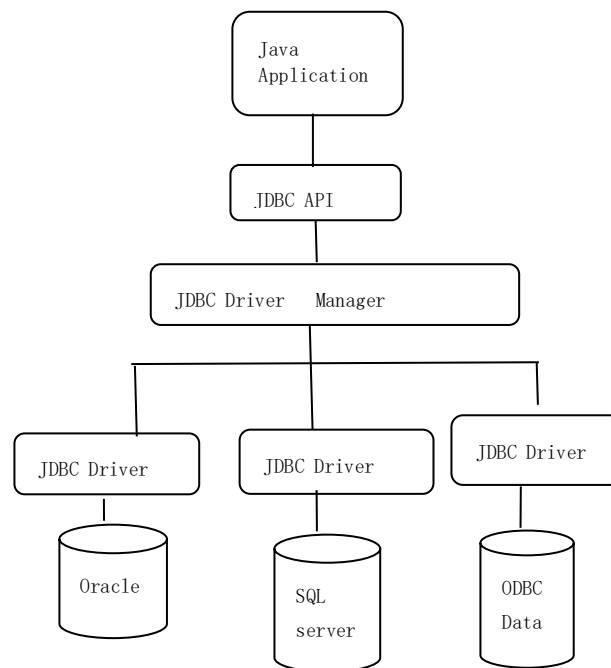 Java
Application
JDBC API
JDBC Driver Manager
JDBC Driver
JDBC Driver
JDBC Driver
Oracle
SQL
server
ODBC
Data